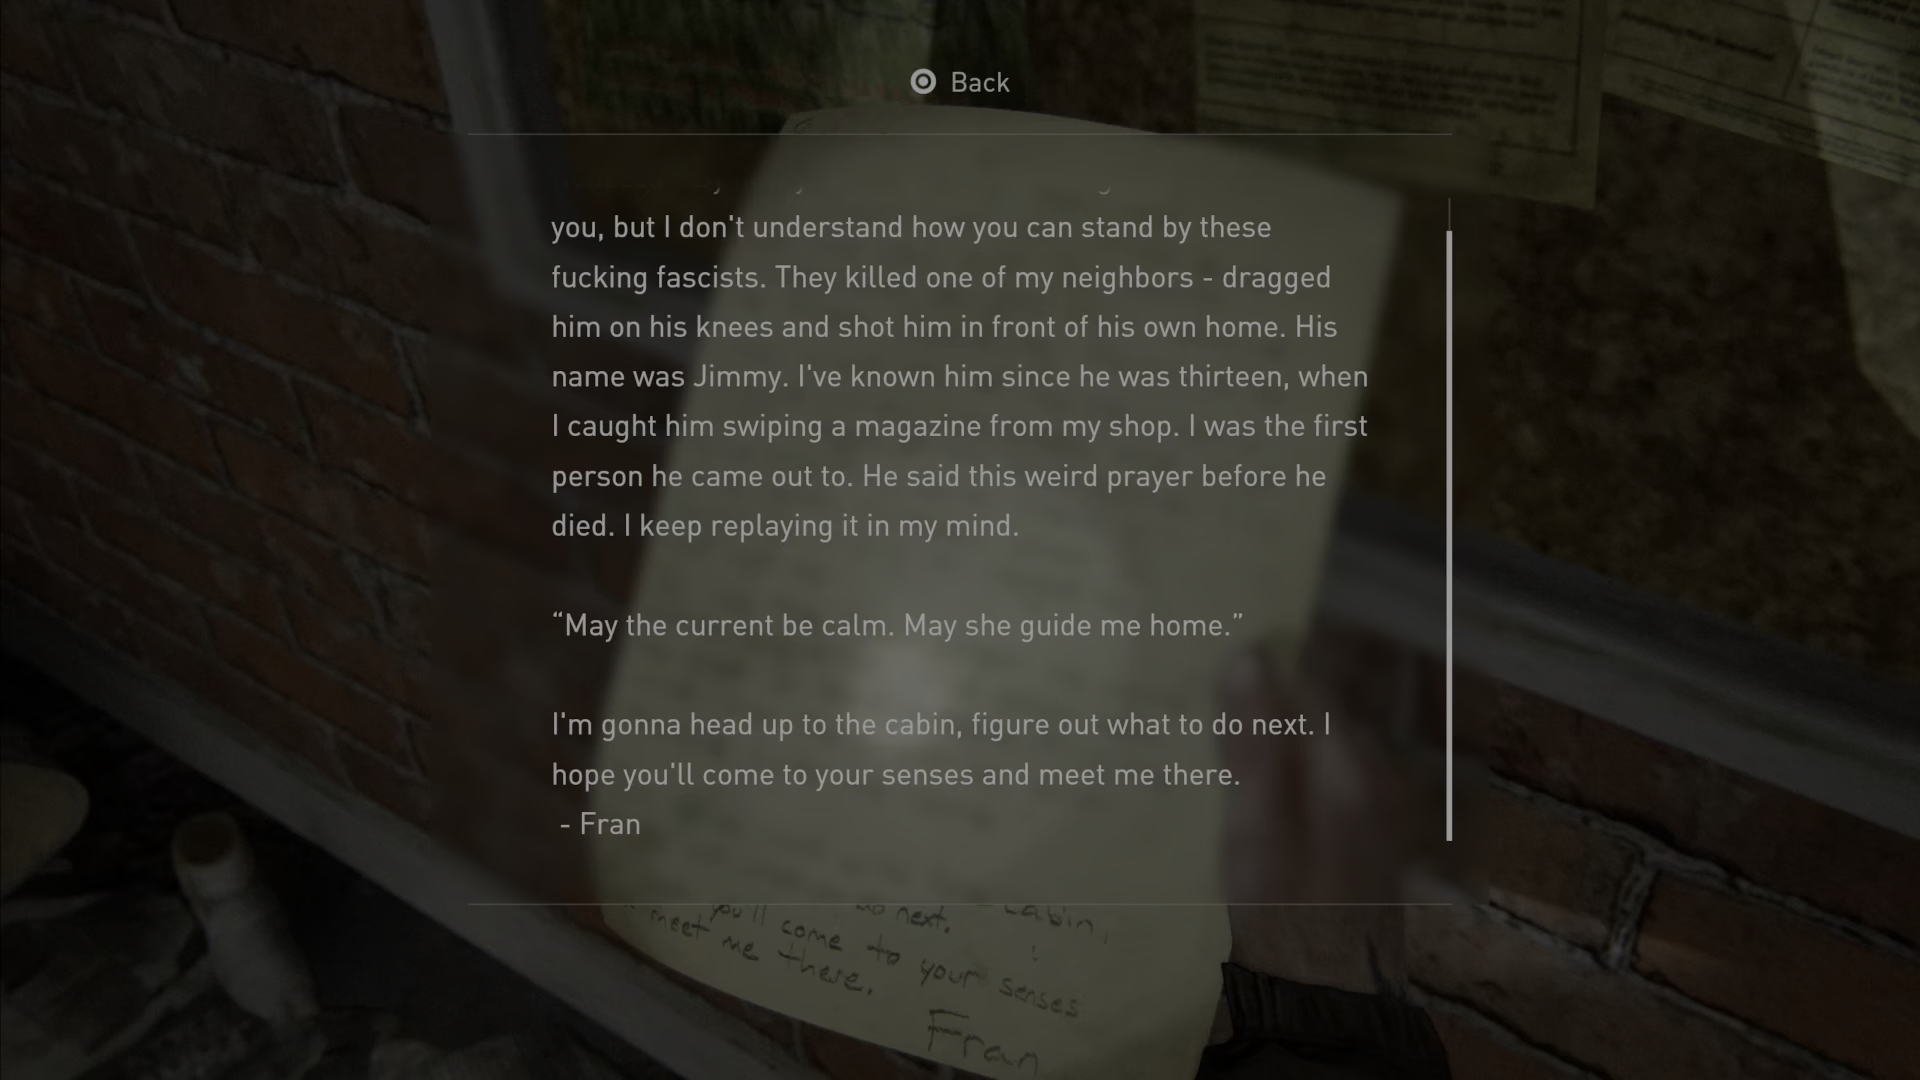 Back
you, but I don't understand how you can stand by these
fucking fascists. They killed one of my neighbors - dragged
him on his knees and shot him in front of his own home. His
name was Jimmy. I've known him since he was thirteen, when
I caught him swiping a magazine from my shop. I was the first
person he came out to. He said this weird prayer before he
died. I keep replaying it in my mind.
“May the current be calm. May she guide me home.”
I'm gonna head up to the cabin, figure out what to do next. I
hope you'll come to your senses and meet me there.
- Fran
do next. cabin,
you'll come to your senses
meet me there.
Fran